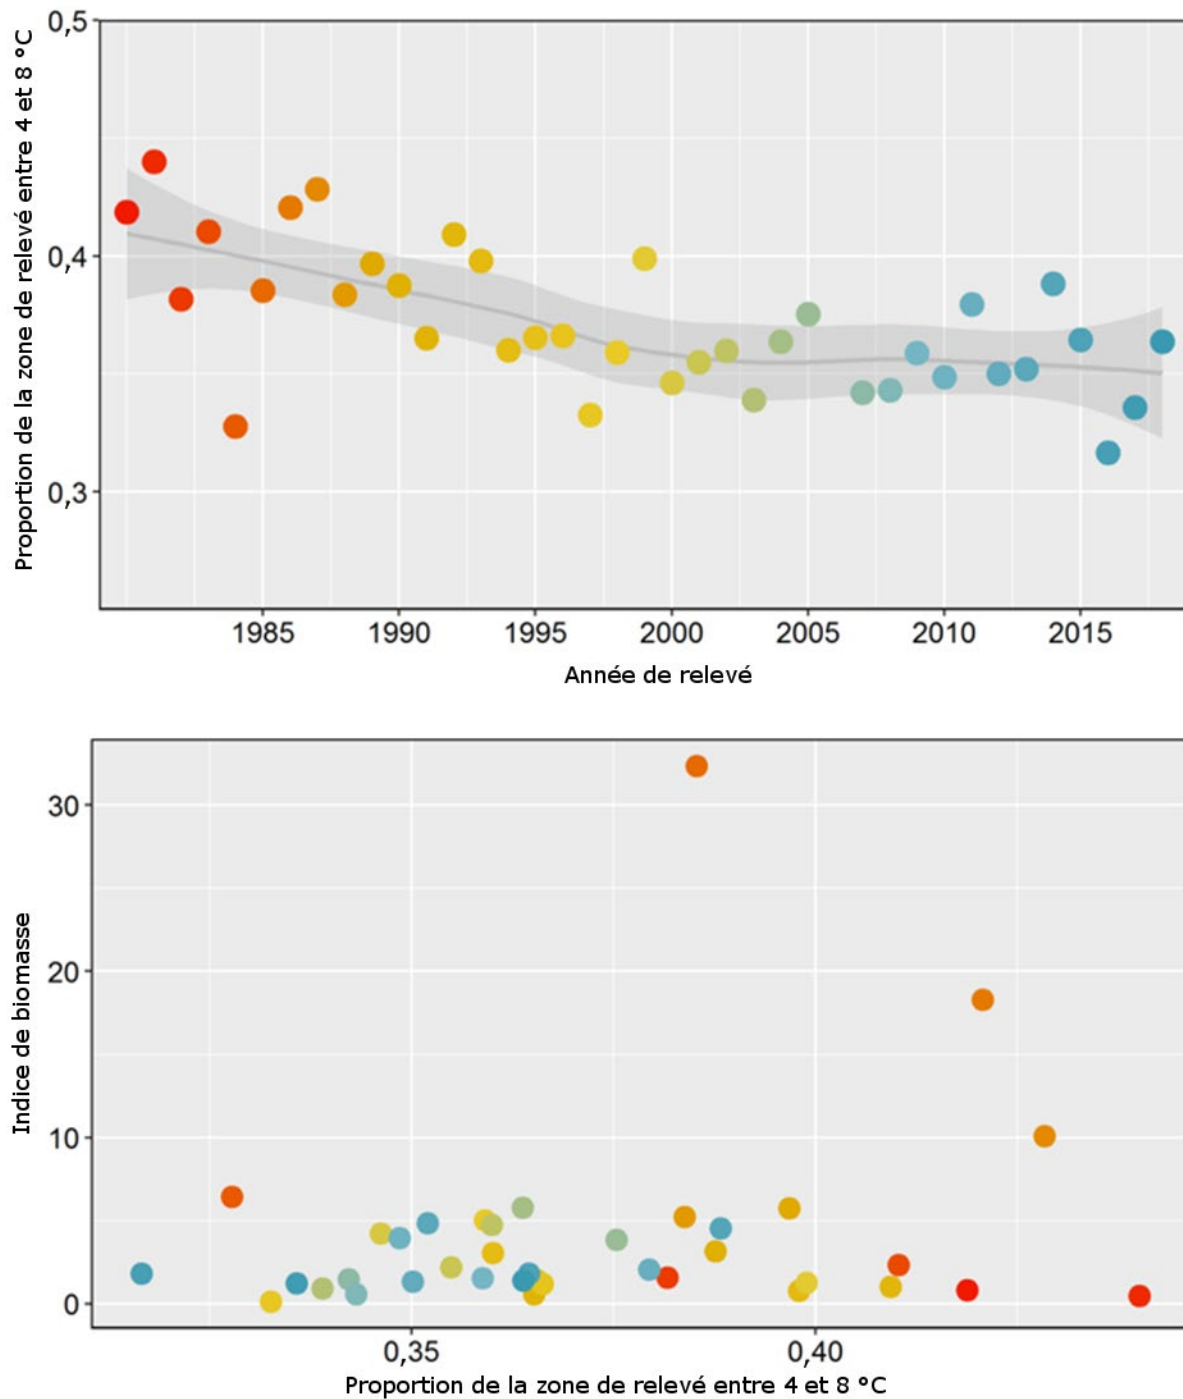 Proportion de la zone de relevé entre 4 et 8 °C
0,5
0,4
0,3
1985 1990 1995 2000 2005 2010 2015
Année de relevé
Indice de biomasse
30
20
10
0
0,35 0,40
Proportion de la zone de relevé entre 4 et 8 °C